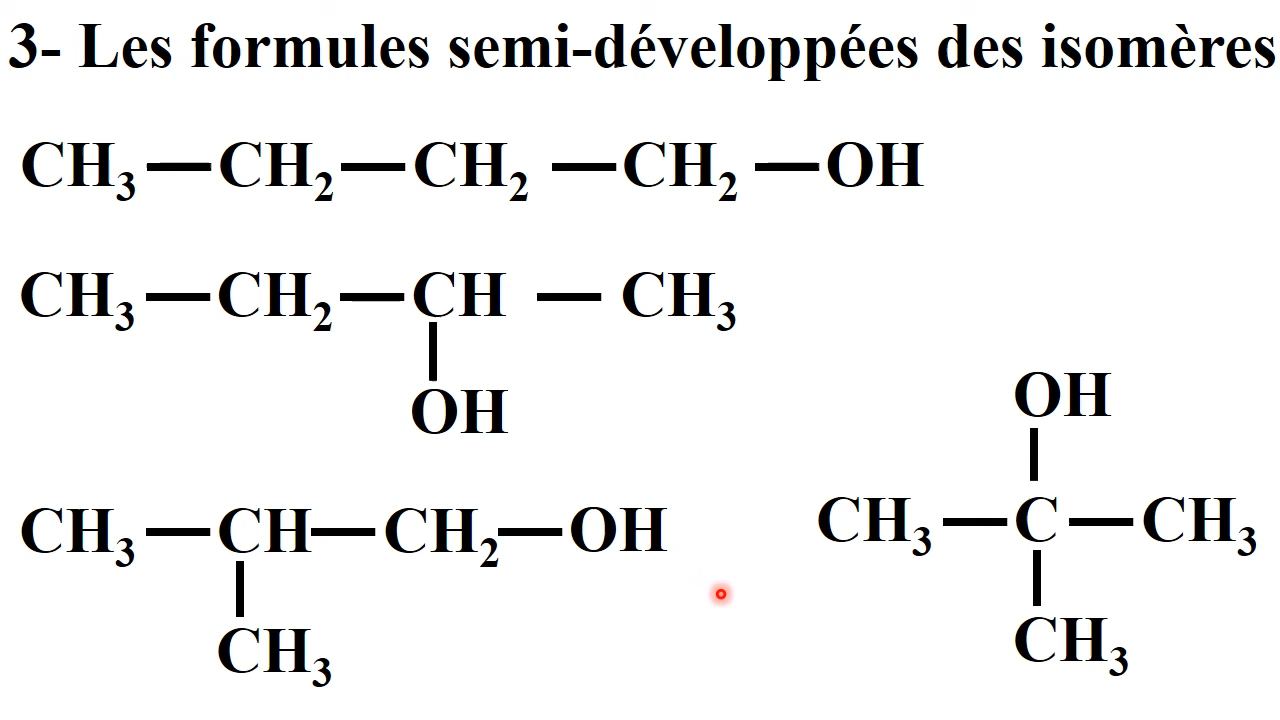 3- Les formules semi-développées des isomères
CH₃—CH₂—CH₂—CH₂—OH
CH₃—CH₂—CH—CH₃
OH
CH₃—CH—CH₂—OH
CH₃
OH
CH₃—C—CH₃
CH₃